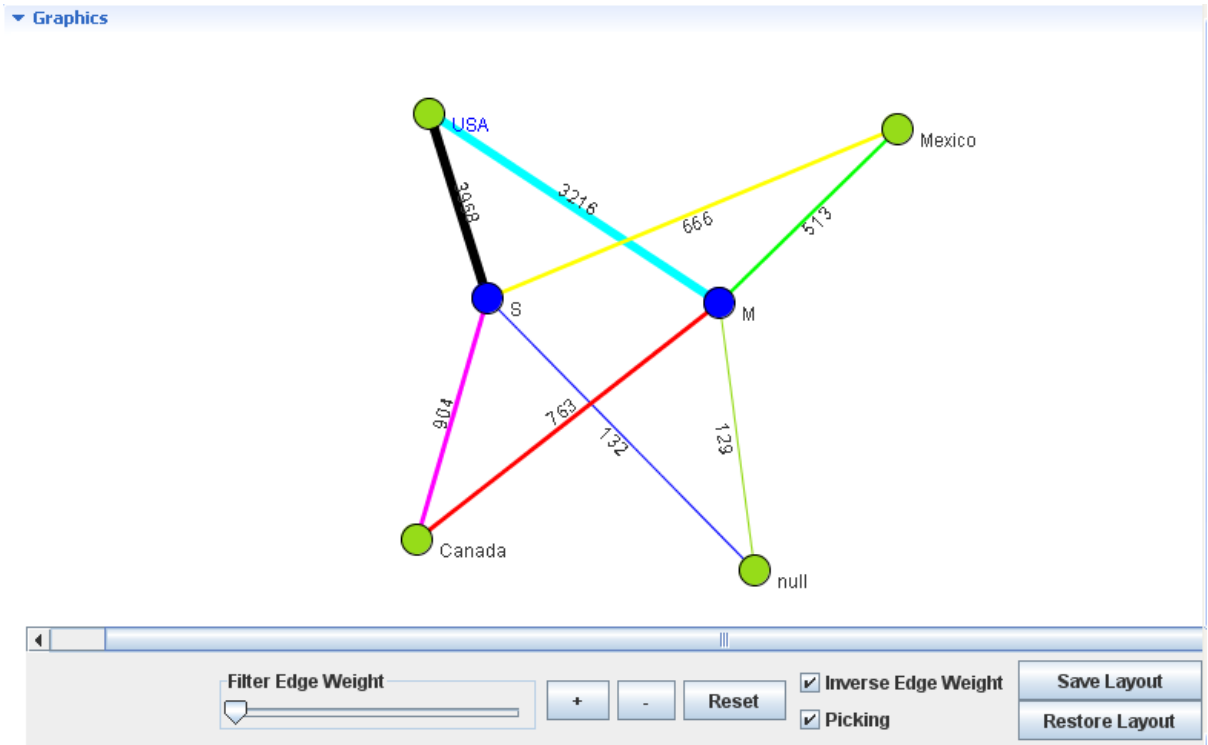 Graphics
USA
Mexico
3968
3216
666
513
S
M
904
763
132
129
Canada
null
Filter Edge Weight
+
-
Reset
Inverse Edge Weight
Picking
Save Layout
Restore Layout